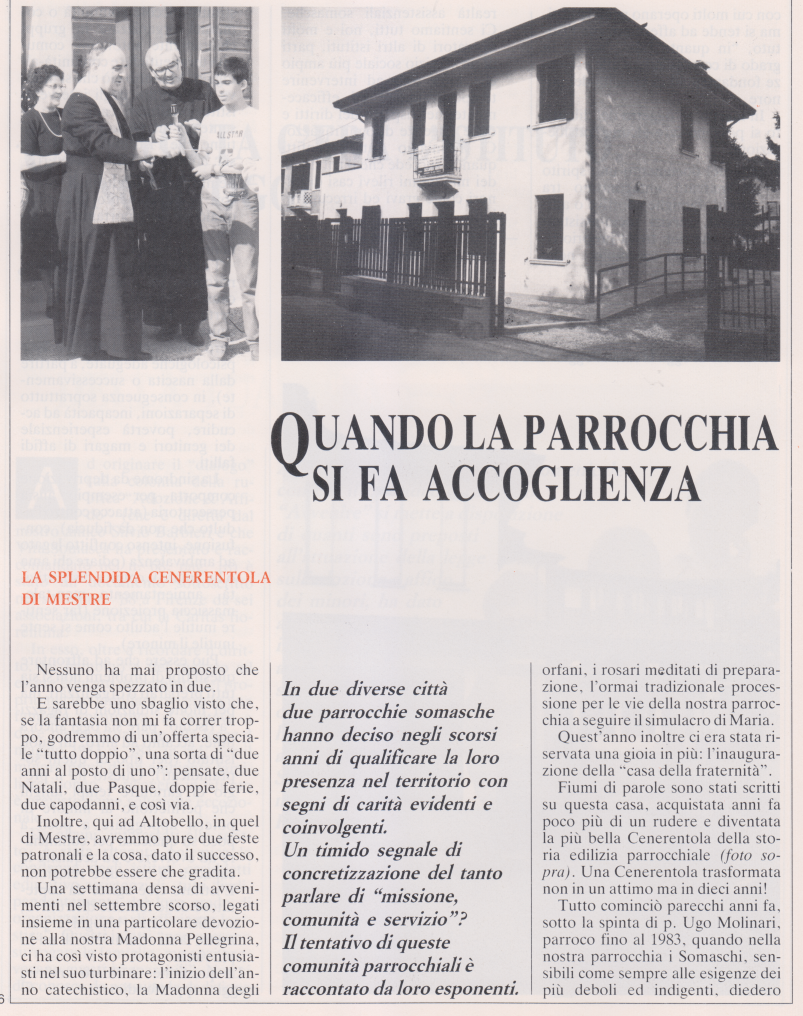 QUANDO LA PARROCCHIA
SI FA ACCOGLIENZA
LA SPLENDIDA CENERENTOLA
DI MESTRE
Nessuno ha mai proposto che
l'anno venga spezzato in due.
E sarebbe uno sbaglio visto che,
se la fantasia non mi fa correr trop-
po, godremmo di un'offerta specia-
le “tutto doppio”, una sorta di “due
anni al posto di uno”: pensate, due
Natali, due Pasque, doppie ferie,
due capodanni, e così via.
Inoltre, qui ad Altobello, in quel
di Mestre, avremmo pure due feste
patronali e la cosa, dato il successo,
non potrebbe essere che gradita.
Una settimana densa di avveni-
menti nel settembre scorso, legati
insieme in una particolare devozio-
ne alla nostra Madonna Pellegrina,
ci ha così visto protagonisti entusia-
sti nel suo turbinare: l'inizio dell'an-
no catechistico, la Madonna degli
In due diverse città
due parrocchie somasche
hanno deciso negli scorsi
anni di qualificare la loro
presenza nel territorio con
segni di carità evidenti e
coinvolgenti.
Un timido segnale di
concretizzazione del tanto
parlare di “missione,
comunità e servizio”?
Il tentativo di queste
comunità parrocchiali è
raccontato da loro esponenti.
orfani, i rosari meditati di prepara-
zione, l'ormai tradizionale proces-
sione per le vie della nostra parroc-
chia a seguire il simulacro di Maria.
Quest'anno inoltre ci era stata ri-
servata una gioia in più: l'inaugura-
zione della “casa della fraternità”.
Fiumi di parole sono stati scritti
su questa casa, acquistata anni fa
poco più di un rudere e diventata
la più bella Cenerentola della sto-
ria edilizia parrocchiale (foto so-
pra). Una Cenerentola trasformata
non in un attimo ma in dieci anni!
Tutto cominciò parecchi anni fa,
sotto la spinta di p. Ugo Molinari,
parroco fino al 1983, quando nella
nostra parrocchia i Somaschi, sen-
sibili come sempre alle esigenze dei
più deboli ed indigenti, diedero
6